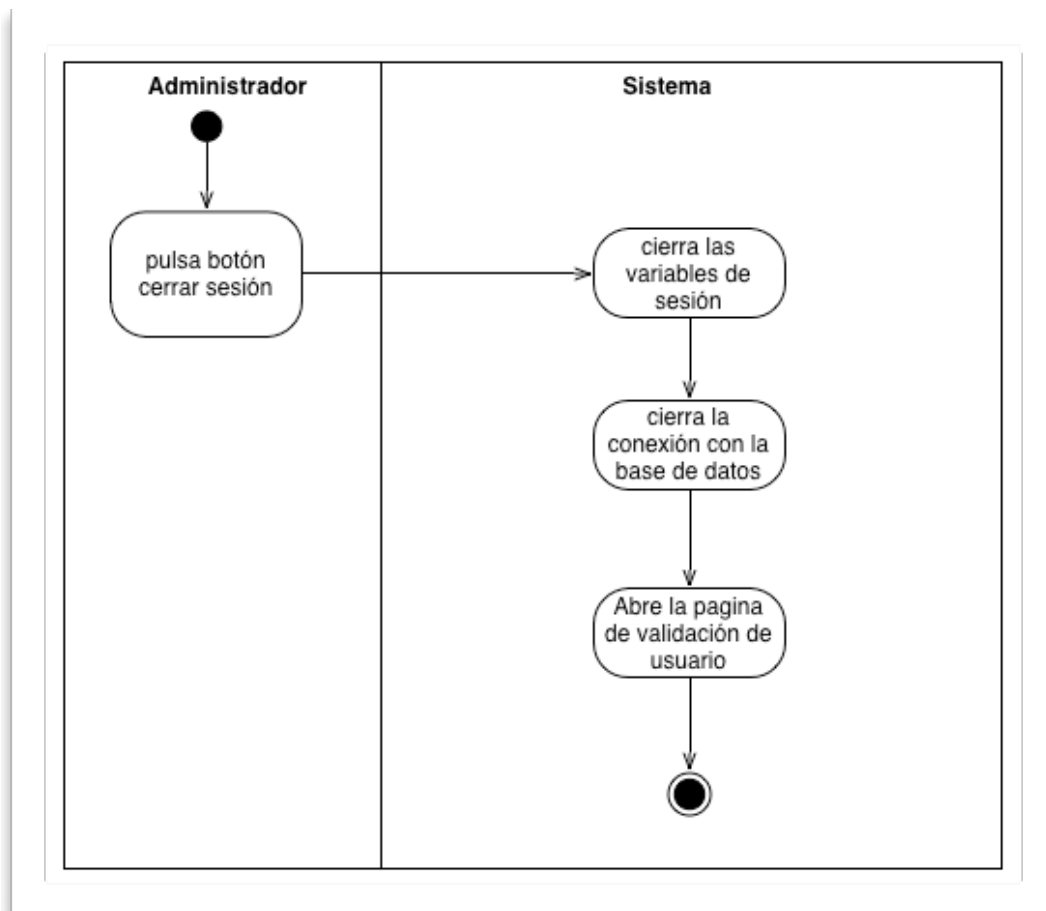 Administrador
Sistema
pulsa botón
cerrar sesión
cierra las
variables de
sesión
cierra la
conexión con la
base de datos
Abre la pagina
de validación de
usuario